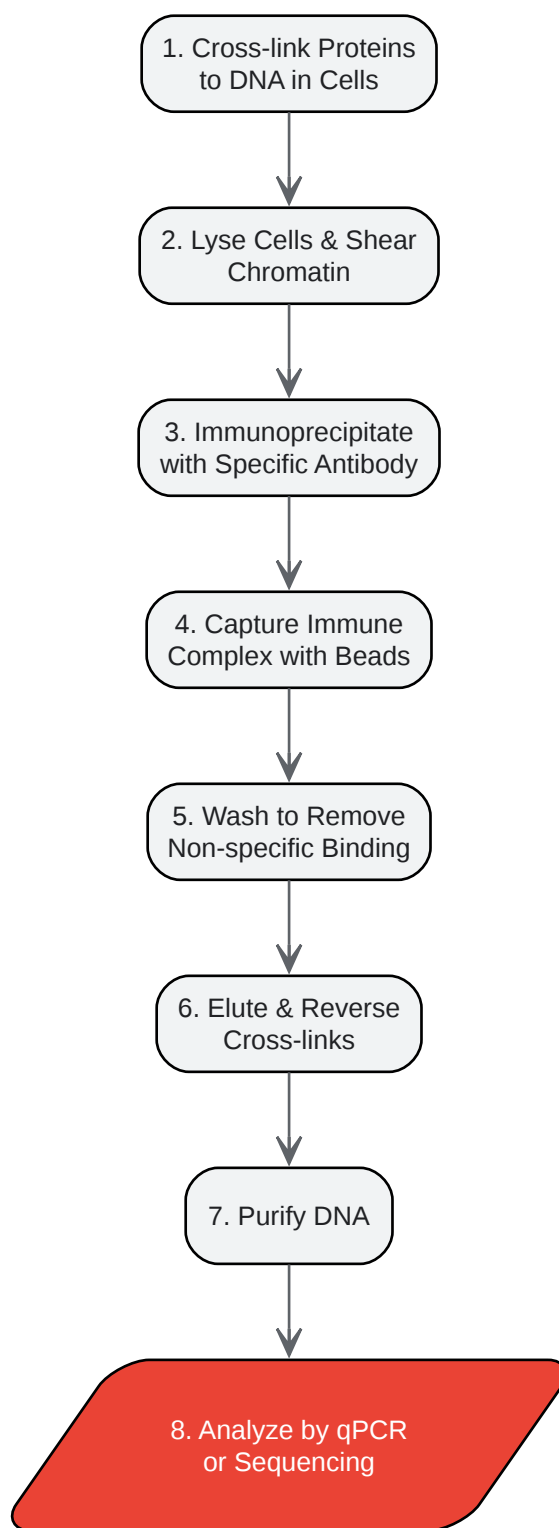 1. Cross-link Proteins
to DNA in Cells
2. Lyse Cells & Shear
Chromatin
3. Immunoprecipitate
with Specific Antibody
4. Capture Immune
Complex with Beads
5. Wash to Remove
Non-specific Binding
6. Elute & Reverse
Cross-links
7. Purify DNA
8. Analyze by qPCR
or Sequencing